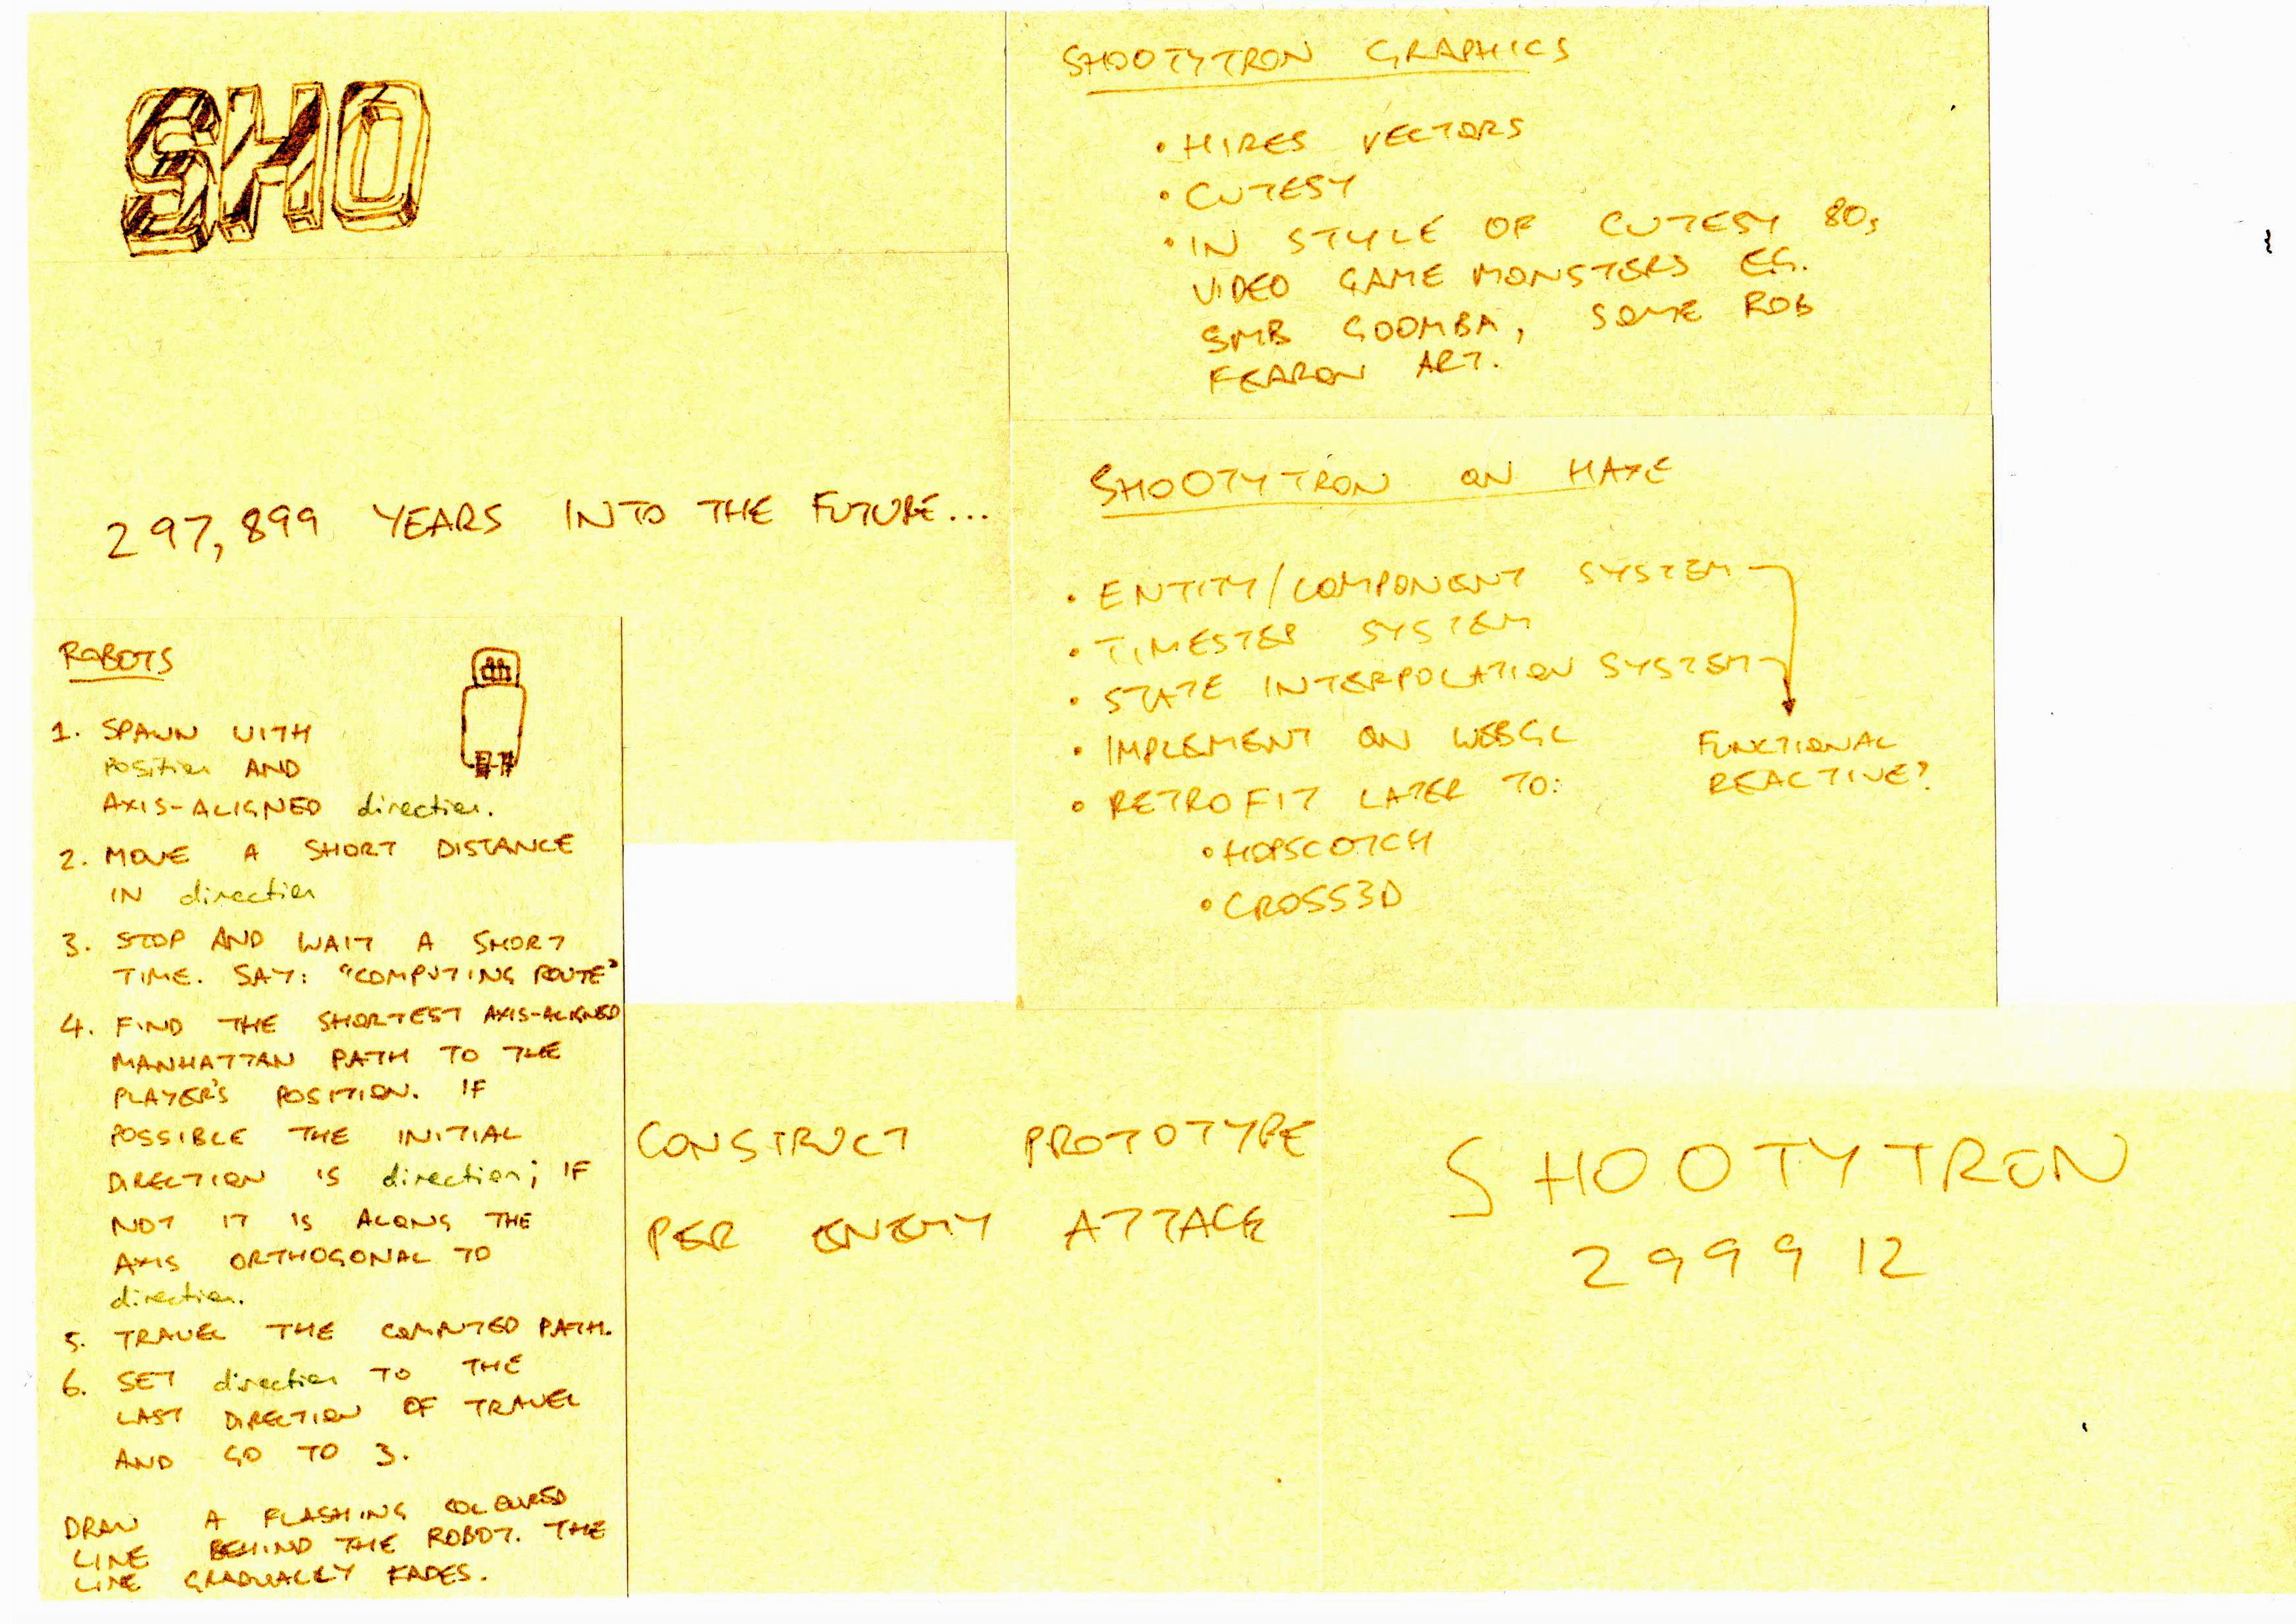 SHO
297,899 YEARS INTO THE FUTURE...
ROBOTS
1. SPAWN WITH
position AND
AXIS-ALIGNED direction.
2. MOVE A SHORT DISTANCE
IN direction
3. STOP AND WAIT A SHORT
TIME. SAY: "COMPUTING ROUTE"
4. FIND THE SHORTEST AXIS-ALIGNED
MANHATTAN PATH TO THE
PLAYER'S POSITION. IF
POSSIBLE THE INITIAL
DIRECTION IS direction; IF
NOT IT IS ALONG THE
AXIS ORTHOGONAL TO
direction.
5. TRAVEL THE COMPUTED PATH.
6. SET direction TO THE
LAST DIRECTION OF TRAVEL
AND GO TO 3.
DRAW A FLASHING COLOURED
LINE BEHIND THE ROBOT. THE
LINE GRADUALLY FADES.
SHOOTYTRON GRAPHICS
• HIRES VECTORS
• CUTESY
• IN STYLE OF CUTESY 80s
VIDEO GAME MONSTERS EG.
SMB GOOMBA, SOME ROB
FEARON ART.
SHOOTYTRON ON HAXE
• ENTITY/COMPONENT SYSTEM
• TIMESTEP SYSTEM
• STATE INTERPOLATION SYSTEM
• IMPLEMENT ON WEBGL
• RETROFIT LATER TO:
• HOPSCOTCH
• CROSS3D
FUNCTIONAL
REACTIVE?
CONSTRUCT PROTOTYPE
PER ENEMY ATTACK
SHOOTYTRON
299912